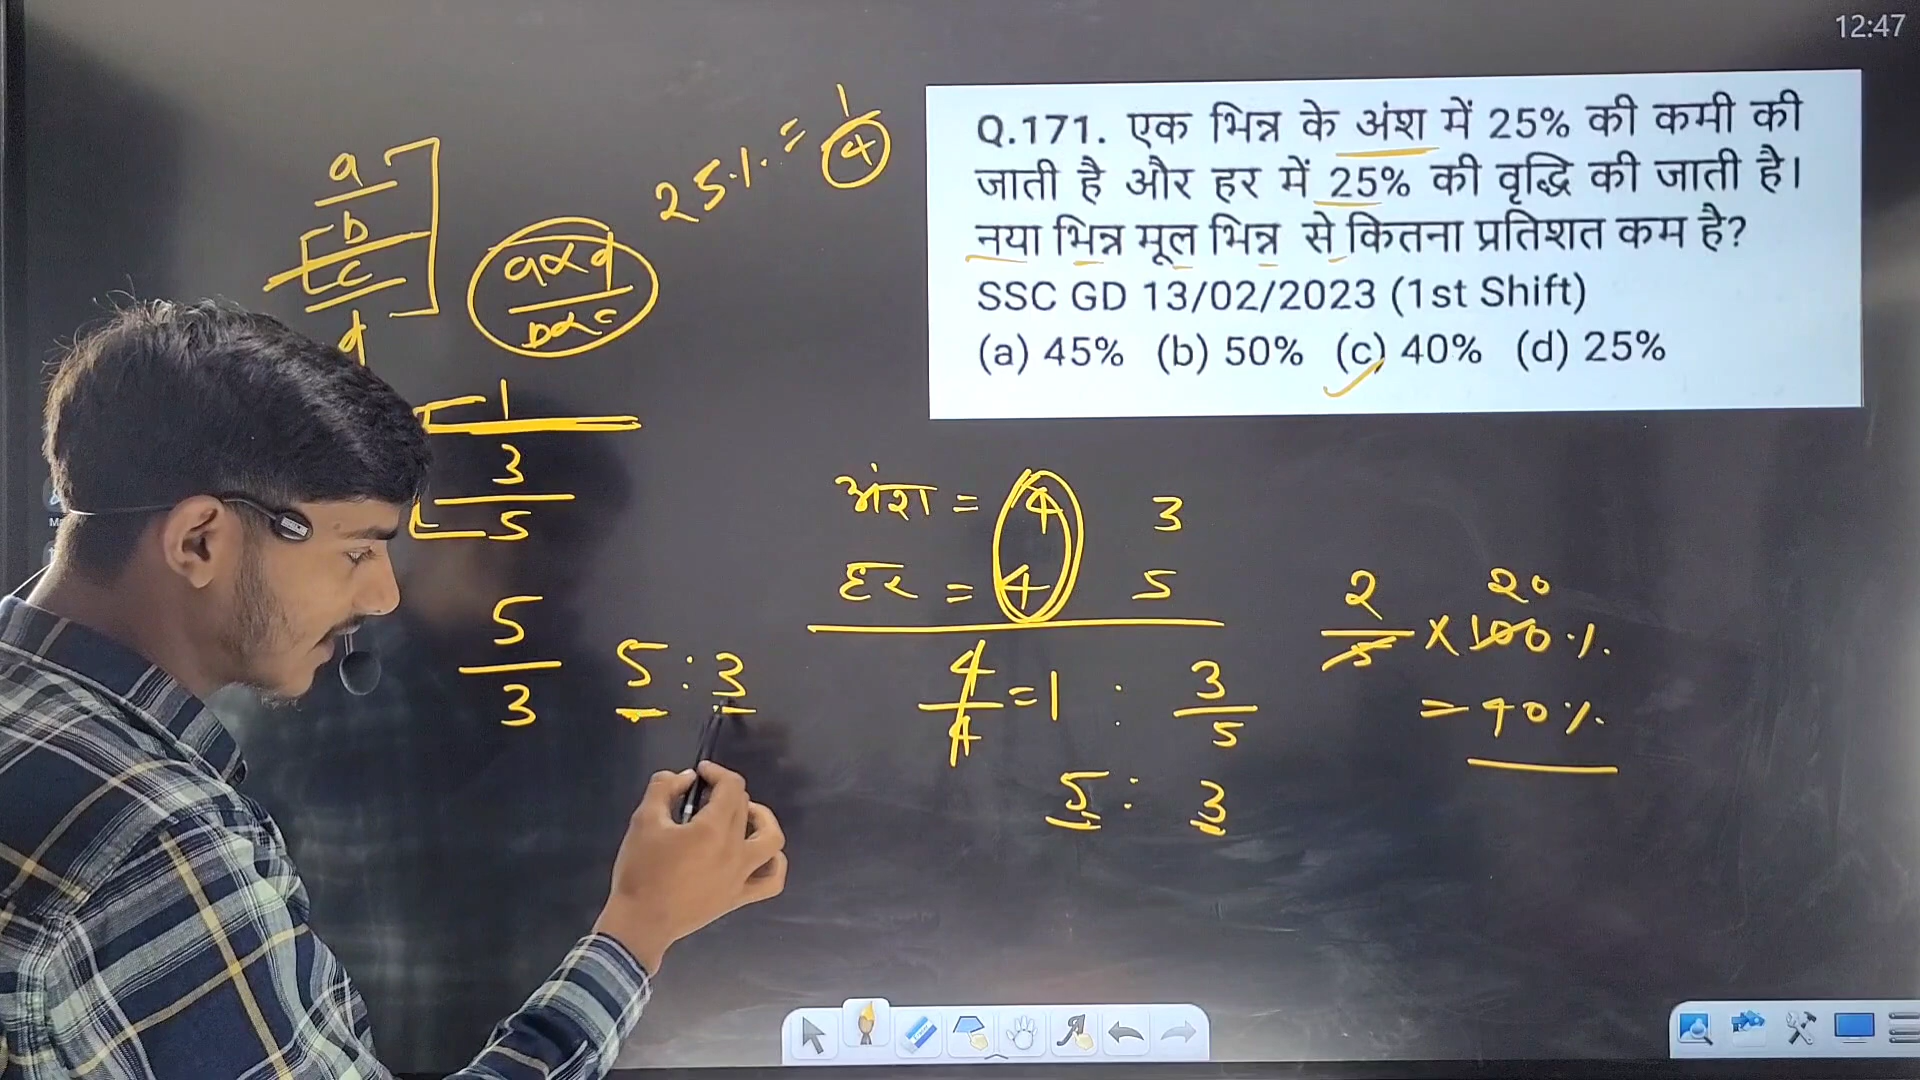 12:47
Q.171. एक भिन्न के अंश में 25% की कमी की
जाती है और हर में 25% की वृद्धि की जाती है।
नया भिन्न मूल भिन्न से कितना प्रतिशत कम है?
SSC GD 13/02/2023 (1st Shift)
(a) 45% (b) 50% (c) 40% (d) 25%
a
b
c
d
a×d
b×c
25% = 1/4
1
3
5
5
3
5 : 3
अंश = 4 3
हर = 4 5
4/4 = 1 : 3/5
5 : 3
20
2/5 × 100%
= 40%